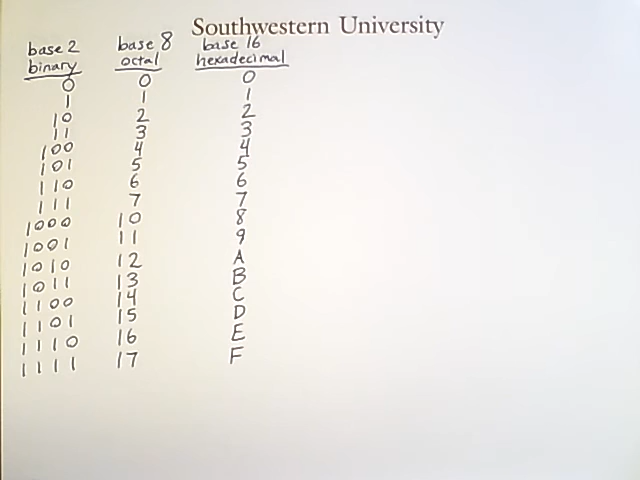 Southwestern University
base 2 base 8 base 16
binary octal hexadecimal
0 0 0
1 1 1
10 2 2
11 3 3
100 4 4
101 5 5
110 6 6
111 7 7
1000 10 8
1001 11 9
1010 12 A
1011 13 B
1100 14 C
1101 15 D
1110 16 E
1111 17 F